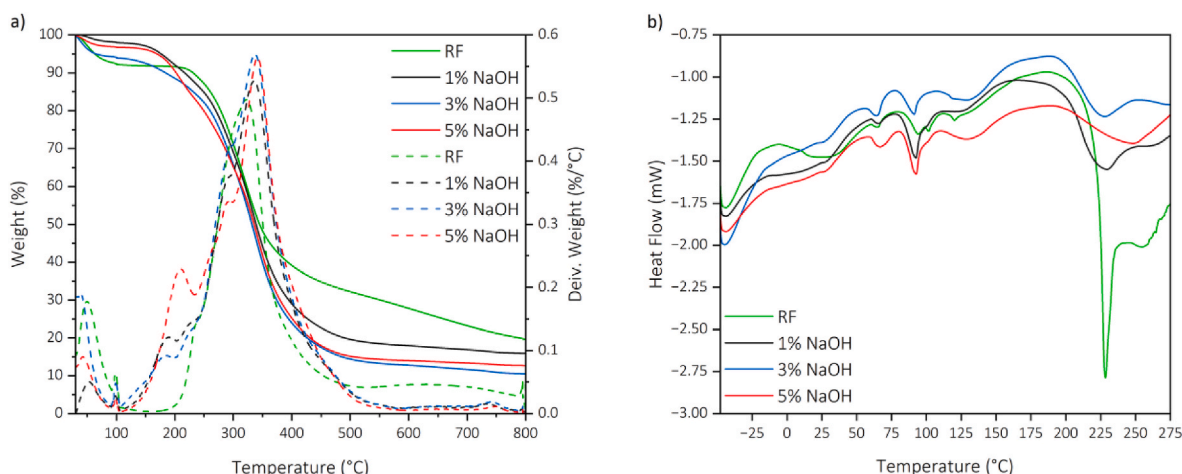 a)
100
90
80
70
60
50
40
30
20
10
0
Weight (%)
0.6
0.5
0.4
0.3
0.2
0.1
0.0
Deiv. Weight (%/°C)
RF
1% NaOH
3% NaOH
5% NaOH
RF
1% NaOH
3% NaOH
5% NaOH
100 200 300 400 500 600 700 800
Temperature (°C)
b)
−0.75
−1.00
−1.25
−1.50
−1.75
−2.00
−2.25
−2.50
−2.75
−3.00
Heat Flow (mW)
RF
1% NaOH
3% NaOH
5% NaOH
−25 0 25 50 75 100 125 150 175 200 225 250 275
Temperature (°C)